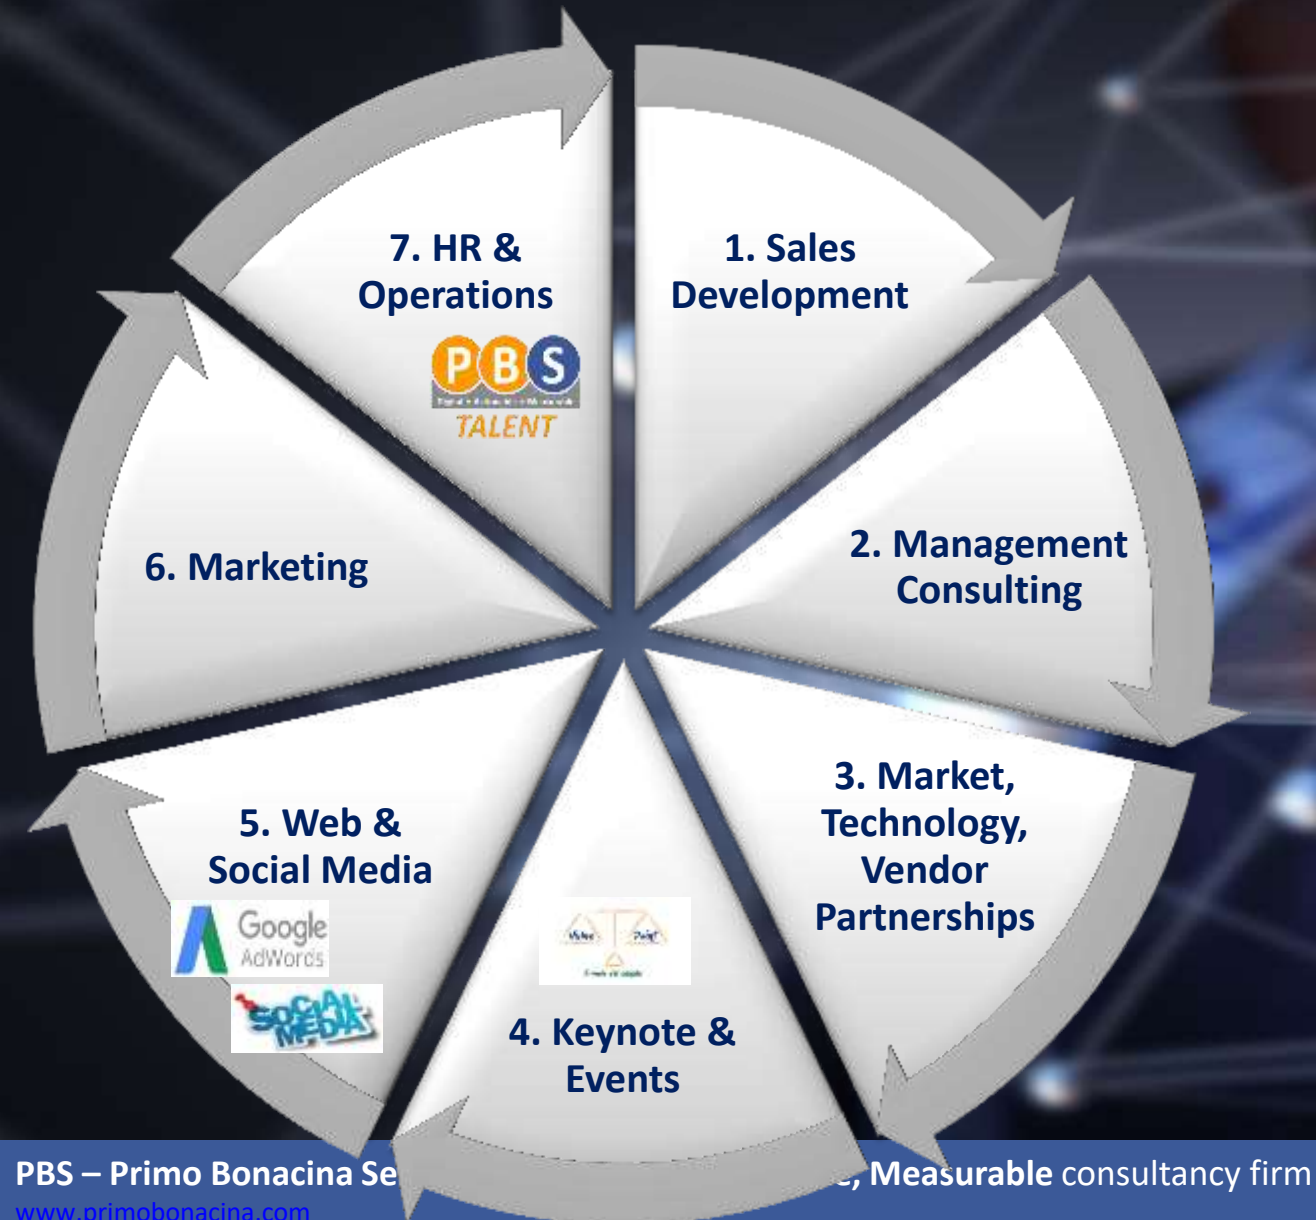 7. HR &
Operations
PBS
TALENT
1. Sales
Development
2. Management
Consulting
3. Market,
Technology,
Vendor
Partnerships
4. Keynote &
Events
5. Web &
Social Media
Google
AdWords
SOCIAL
MEDIA
6. Marketing
PBS – Primo Bonacina Se
, Measurable consultancy firm
www.primobonacina.com